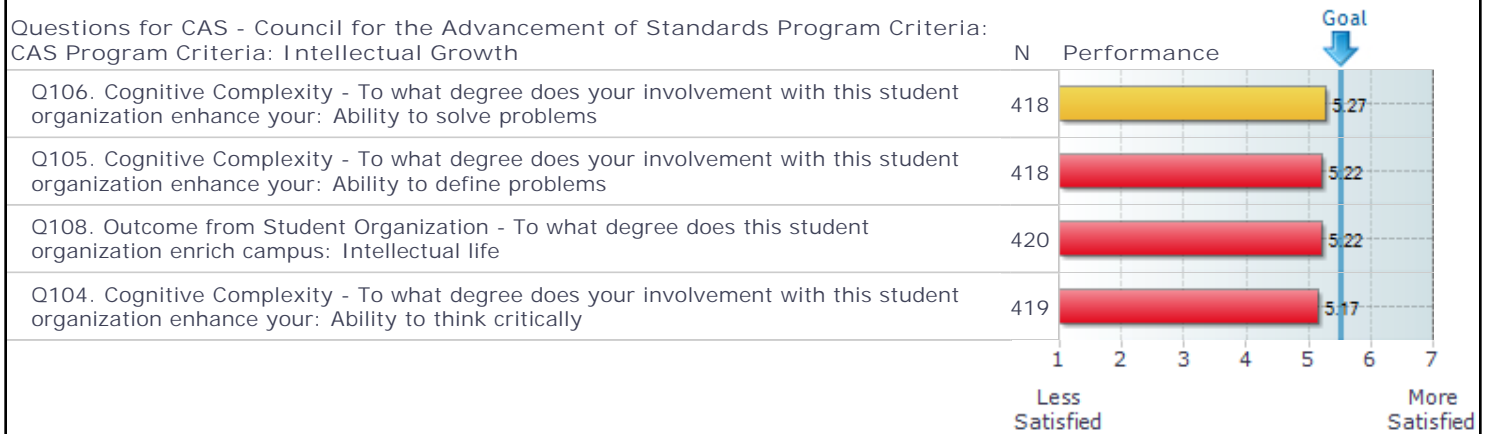 Goal
Questions for CAS - Council for the Advancement of Standards Program Criteria:
CAS Program Criteria: Intellectual Growth
N Performance
Q106. Cognitive Complexity - To what degree does your involvement with this student
organization enhance your: Ability to solve problems
418
5.27
Q105. Cognitive Complexity - To what degree does your involvement with this student
organization enhance your: Ability to define problems
418
5.22
Q108. Outcome from Student Organization - To what degree does this student
organization enrich campus: Intellectual life
420
5.22
Q104. Cognitive Complexity - To what degree does your involvement with this student
organization enhance your: Ability to think critically
419
5.17
1 2 3 4 5 6 7
Less
Satisfied
More
Satisfied